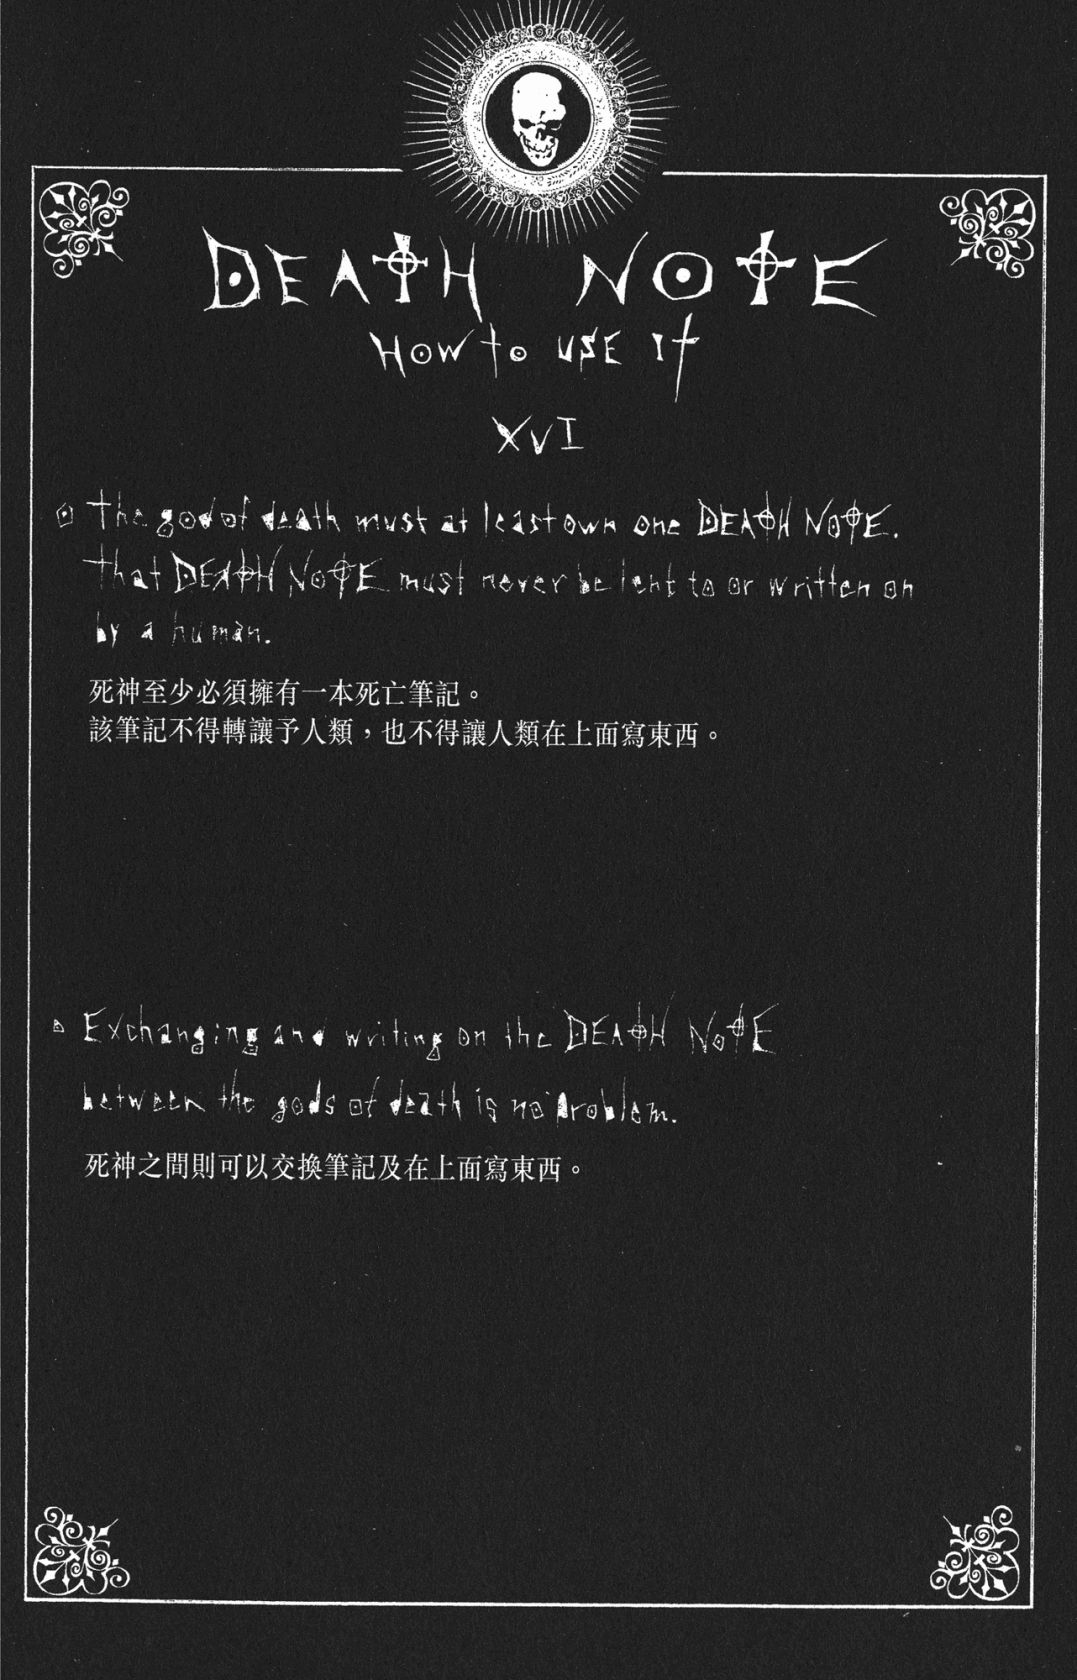 DEATH NOTE
HOW to USE It
XVI
The god of death must at least own one DEATH NOTE.
That DEATH NOTE must never be lent to or written on
by a human.
死神至少必須擁有一本死亡筆記。
該筆記不得轉讓予人類，也不得讓人類在上面寫東西。
Exchanging and writing on the DEATH NOTE
between the gods of death is no problem.
死神之間則可以交換筆記及在上面寫東西。